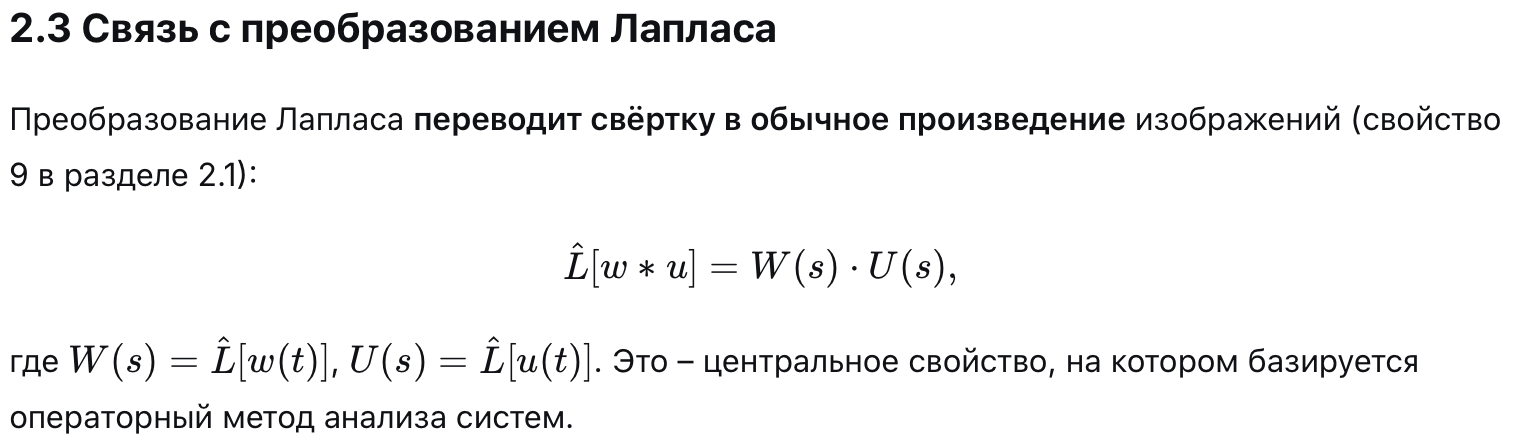 2.3 Связь с преобразованием Лапласа
Преобразование Лапласа переводит свёртку в обычное произведение изображений (свойство
9 в разделе 2.1):
L̂[w ∗ u] = W(s) · U(s),
где W(s) = L̂[w(t)], U(s) = L̂[u(t)]. Это – центральное свойство, на котором базируется
операторный метод анализа систем.